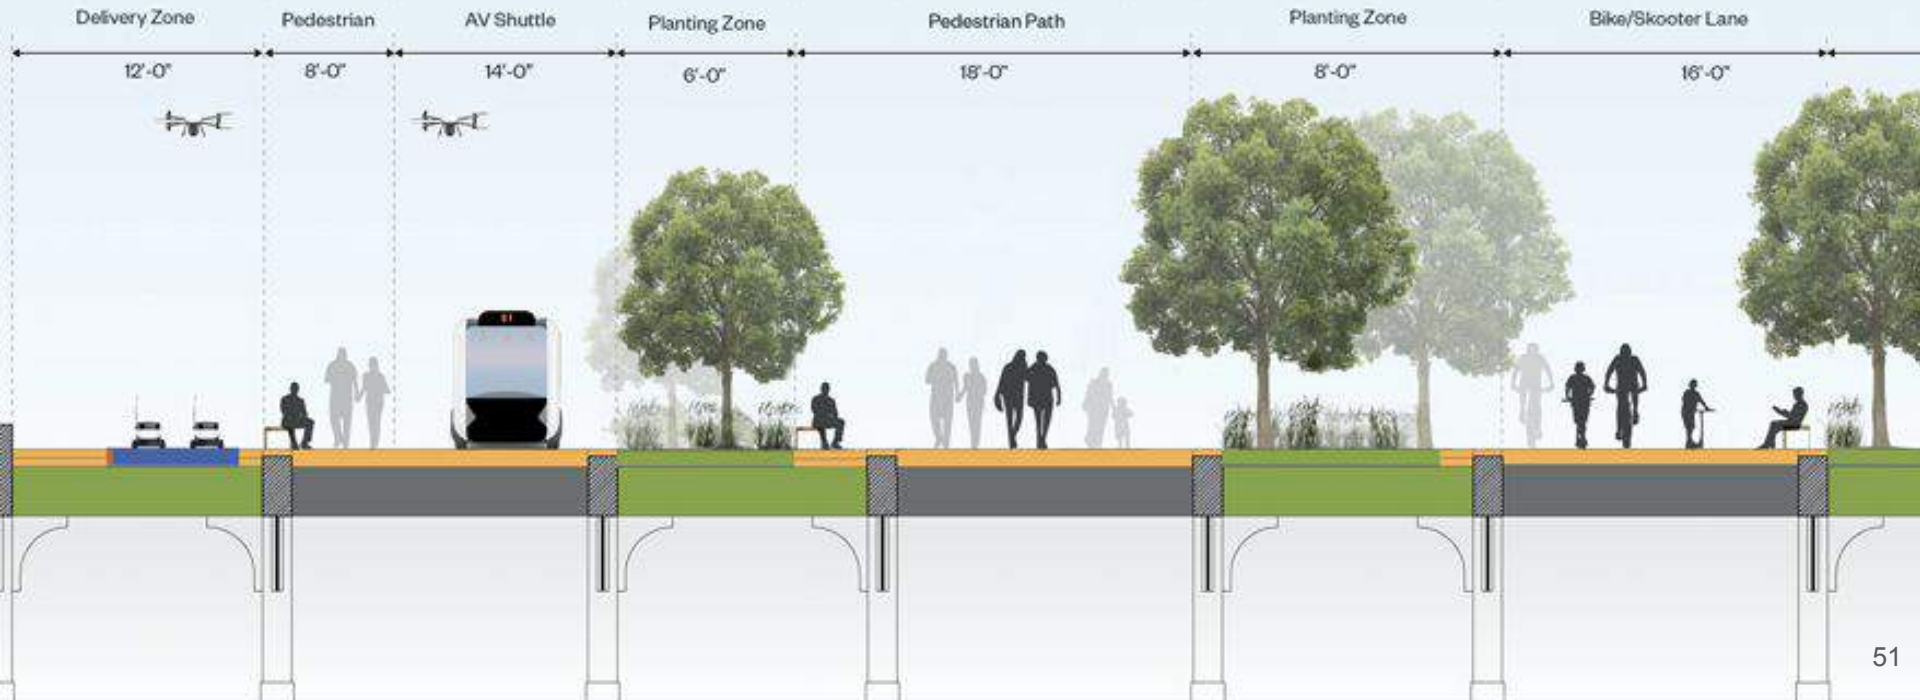 Delivery Zone
Pedestrian
AV Shuttle
Planting Zone
Pedestrian Path
Planting Zone
Bike/Skooter Lane
12'-0"
8'-0"
14'-0"
6'-0"
18'-0"
8'-0"
16'-0"
51